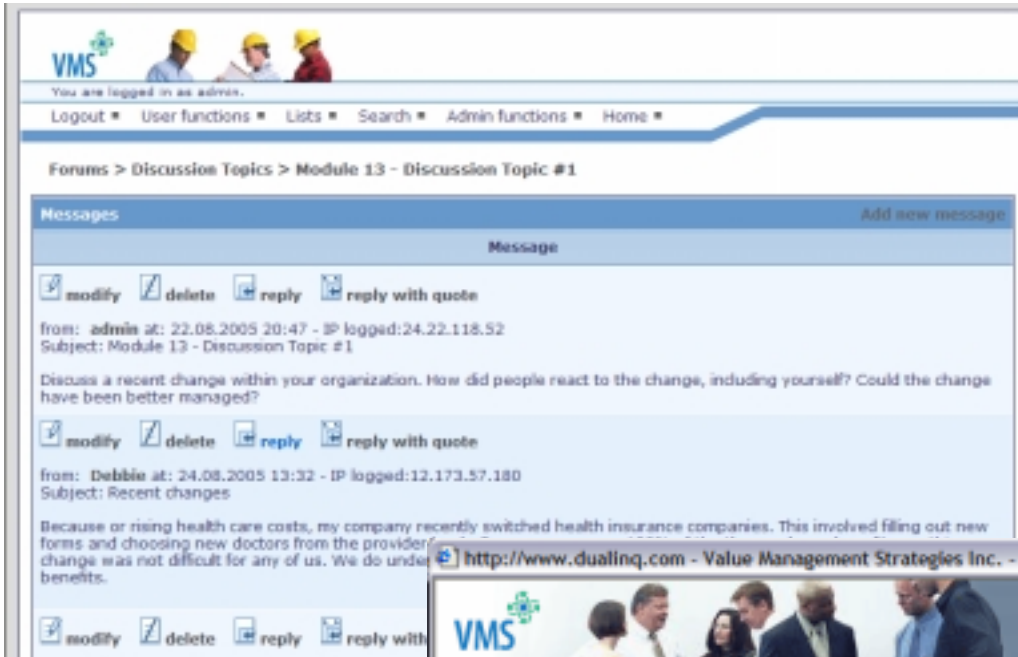 VMS
You are logged in as admin.
Logout User functions Lists Search Admin functions Home
Forums > Discussion Topics > Module 13 - Discussion Topic #1
Messages Add new message
Message
modify delete reply reply with quote
from: admin at: 22.08.2005 20:47 - IP logged:24.22.118.52
Subject: Module 13 - Discussion Topic #1
Discuss a recent change within your organization. How did people react to the change, including yourself? Could the change
have been better managed?
modify delete reply reply with quote
from: Debbie at: 24.08.2005 13:32 - IP logged:12.173.57.180
Subject: Recent changes
Because or rising health care costs, my company recently switched health insurance companies. This involved filling out new
forms and choosing new doctors from the provider
change was not difficult for any of us. We do unde
benefits.
http://www.dualinq.com - Value Management Strategies Inc. -
VMS
modify delete reply reply with